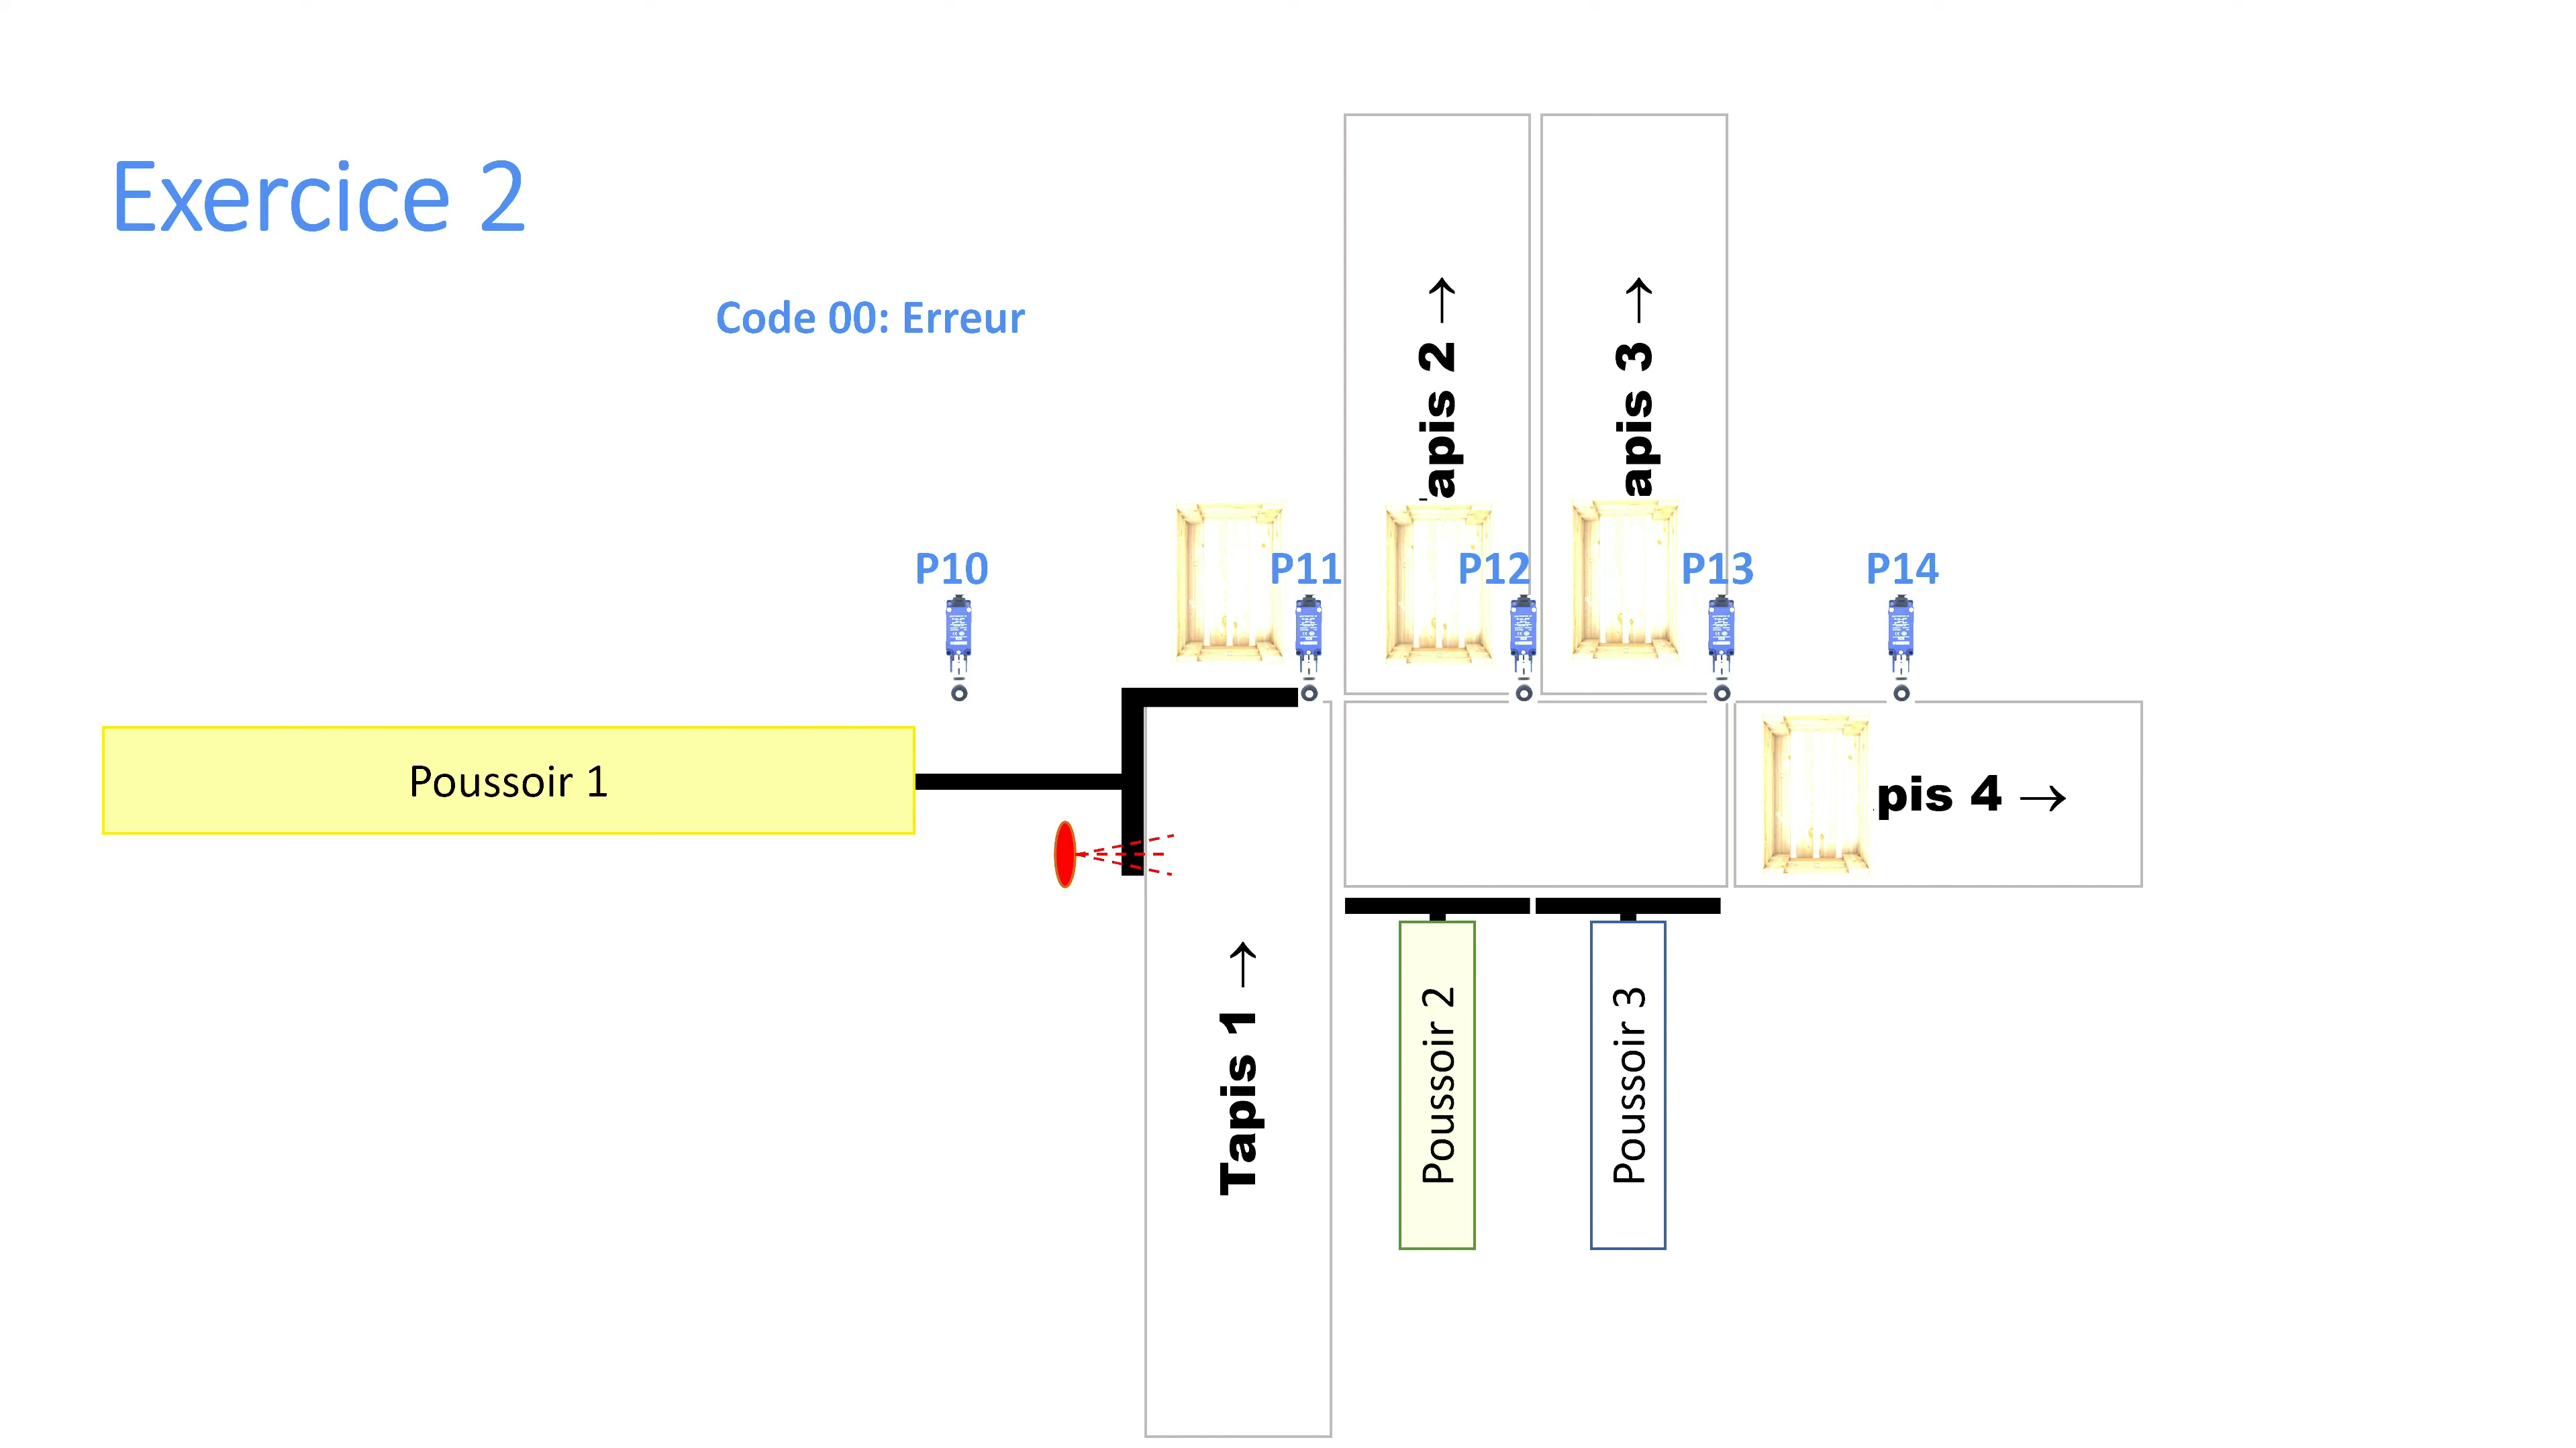 Exercice 2
Code 00: Erreur
apis 2 →
apis 3 →
P10
P11
P12
P13
P14
Poussoir 1
pis 4 →
Tapis 1 →
Poussoir 2
Poussoir 3